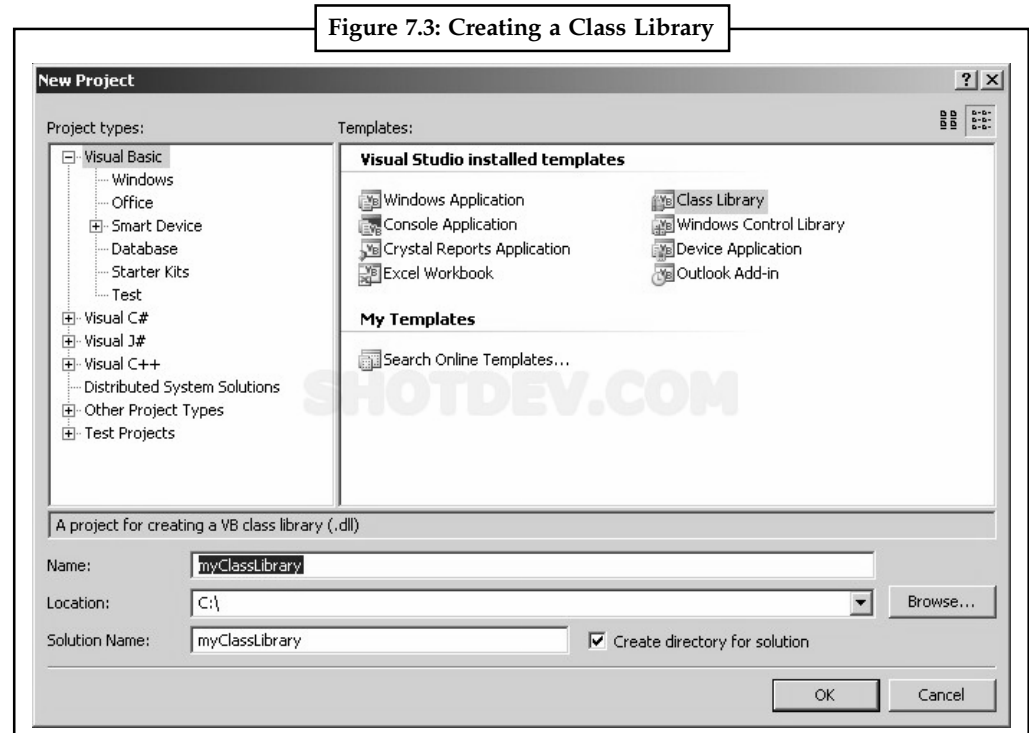 Figure 7.3: Creating a Class Library
New Project
Project types:
Templates:
Visual Basic
Windows
Office
Smart Device
Database
Starter Kits
Test
Visual C#
Visual J#
Visual C++
Distributed System Solutions
Other Project Types
Test Projects
Visual Studio installed templates
Windows Application
Class Library
Console Application
Windows Control Library
Crystal Reports Application
Device Application
Excel Workbook
Outlook Add-in
My Templates
Search Online Templates...
SHOTDEV.COM
A project for creating a VB class library (.dll)
Name:
myClassLibrary
Location:
C:\
Browse...
Solution Name:
myClassLibrary
Create directory for solution
OK
Cancel